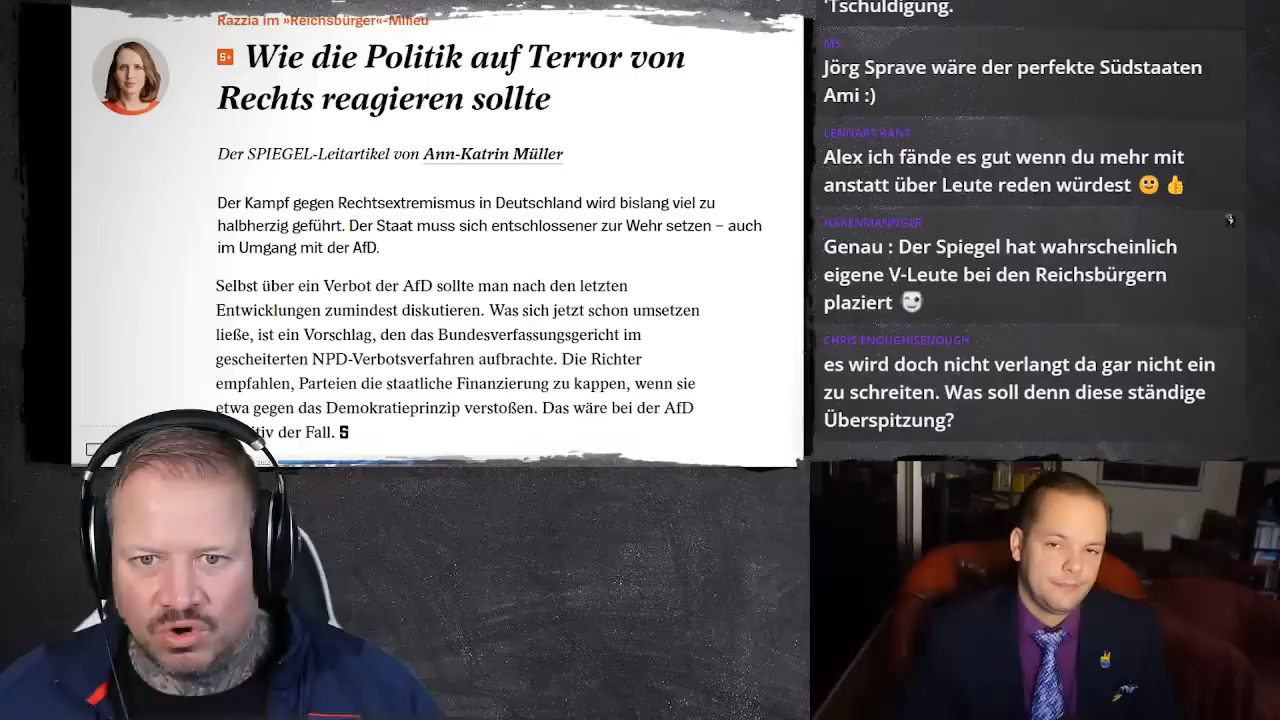 Razzia im »Reichsbürger«-Milieu
S+ Wie die Politik auf Terror von
Rechts reagieren sollte
Der SPIEGEL-Leitartikel von Ann-Katrin Müller
Der Kampf gegen Rechtsextremismus in Deutschland wird bislang viel zu
halbherzig geführt. Der Staat muss sich entschlossener zur Wehr setzen – auch
im Umgang mit der AfD.
Selbst über ein Verbot der AfD sollte man nach den letzten
Entwicklungen zumindest diskutieren. Was sich jetzt schon umsetzen
ließe, ist ein Vorschlag, den das Bundesverfassungsgericht im
gescheiterten NPD-Verbotsverfahren aufbrachte. Die Richter
empfahlen, Parteien die staatliche Finanzierung zu kappen, wenn sie
etwa gegen das Demokratieprinzip verstoßen. Das wäre bei der AfD
der Fall. S
'Tschuldigung.
MS
Jörg Sprave wäre der perfekte Südstaaten
Ami :)
LENNART KANT
Alex ich fände es gut wenn du mehr mit
anstatt über Leute reden würdest 🙂 👍
HAKENMANNGER
Genau : Der Spiegel hat wahrscheinlich
eigene V-Leute bei den Reichsbürgern
plaziert
CHRIS ENOUGHISENOUGH
es wird doch nicht verlangt da gar nicht ein
zu schreiten. Was soll denn diese ständige
Überspitzung?